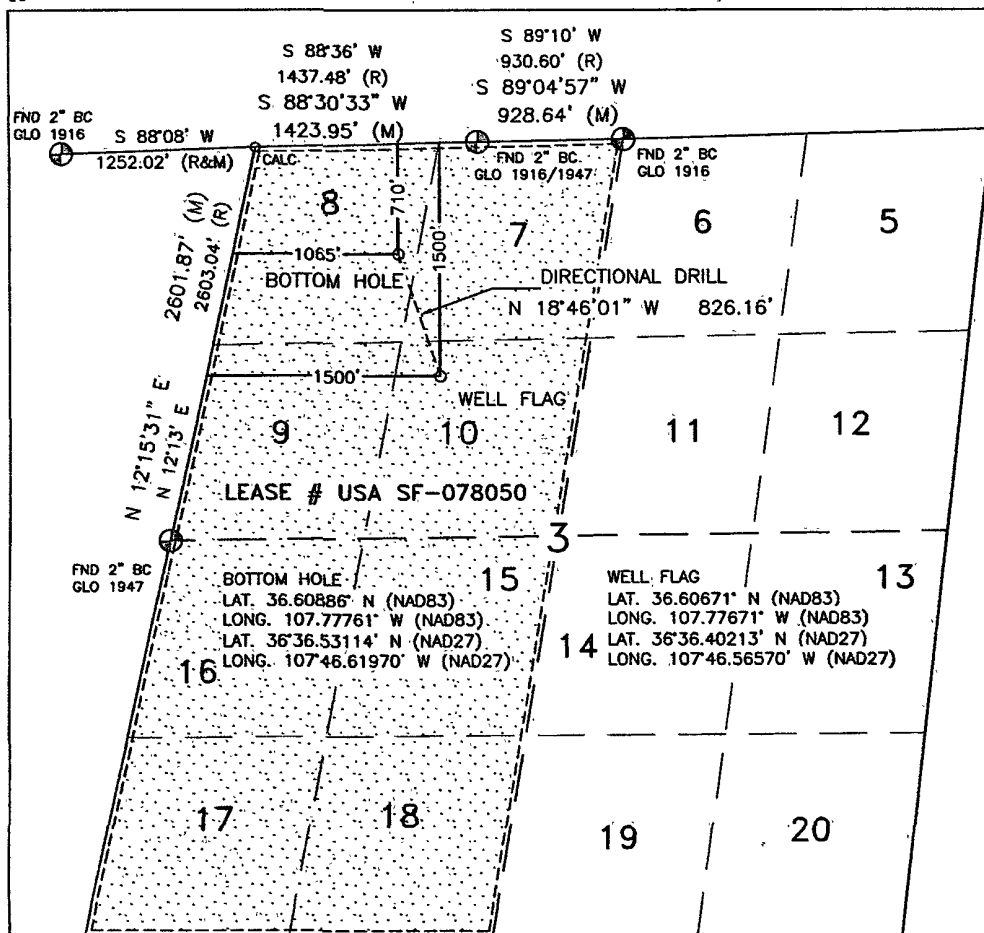 S 88°36' W
1437.48' (R)
S 88°30'33" W
1423.95' (M)
S 89°10' W
930.60' (R)
S 89°04'57" W
928.64' (M)
FND 2" BC
GLO 1916
S 88°08' W
1252.02' (R&M)
CALC.
FND 2" BC.
GLO 1916/1947
FND 2" BC
GLO 1916
8
710'
7
6
5
1500'
1065'
BOTTOM HOLE
DIRECTIONAL DRILL
N 18°46'01" W 826.16'
2601.87' (M)
2603.04' (R)
1500'
WELL FLAG
9
10
11
12
N 12°15'31" E
N 12°13' E
LEASE # USA SF-078050
3
FND 2" BC
GLO 1947
15
13
BOTTOM HOLE
LAT. 36.60886° N (NAD83)
LONG. 107.77761° W (NAD83)
LAT. 36°36.53114' N (NAD27)
LONG. 107°46.61970' W (NAD27)
WELL FLAG
LAT. 36.60671° N (NAD83)
LONG. 107.77671° W (NAD83)
LAT. 36°36.40213' N (NAD27)
LONG. 107°46.56570' W (NAD27)
14
16
17
18
19
20